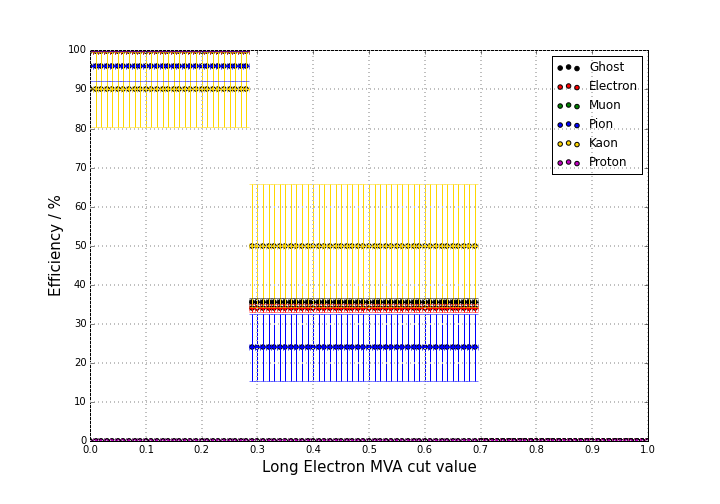 100
90
80
70
60
50
40
30
20
10
0
Efficiency / %
Ghost
Electron
Muon
Pion
Kaon
Proton
0.0 0.1 0.2 0.3 0.4 0.5 0.6 0.7 0.8 0.9 1.0
Long Electron MVA cut value